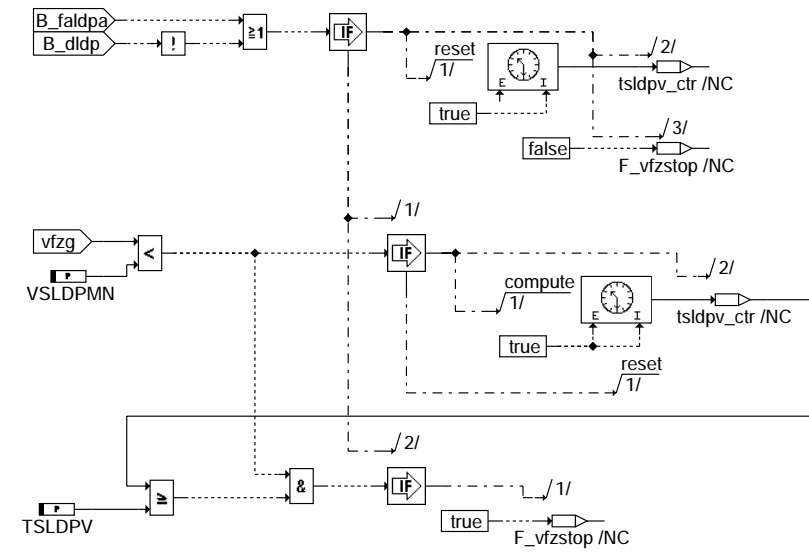 B_faldpa
B_dldp
!
≥1
IF
reset
1/
E I
true
2/
tsldpv_ctr /NC
3/
false
F_vfzstop /NC
1/
vfzg
<
VSLDPMN
P
IF
2/
compute
1/
E I
tsldpv_ctr /NC
true
reset
1/
2/
≥
&
IF
1/
P
TSLDPV
true
F_vfzstop /NC